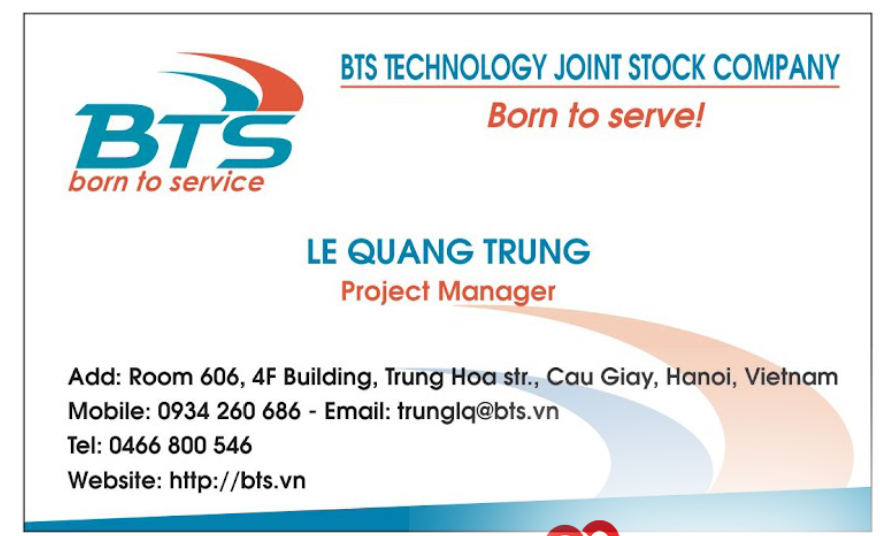 BTS TECHNOLOGY JOINT STOCK COMPANY
Born to serve!
BTS
born to service
LE QUANG TRUNG
Project Manager
Add: Room 606, 4F Building, Trung Hoa str., Cau Giay, Hanoi, Vietnam
Mobile: 0934 260 686 - Email: trunglq@bts.vn
Tel: 0466 800 546
Website: http://bts.vn